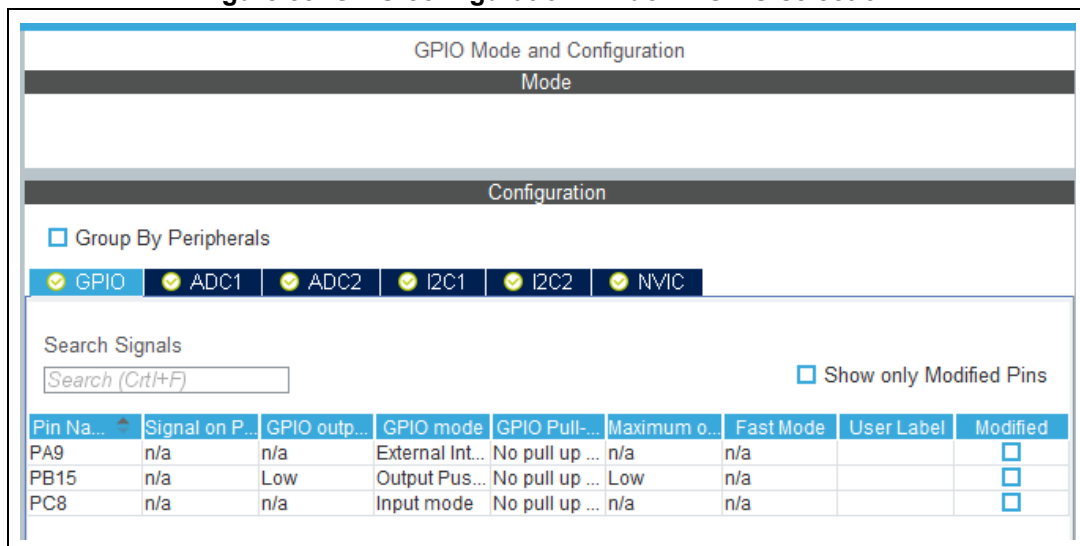 GPIO Mode and Configuration
Mode
Configuration
Group By Peripherals
GPIO ADC1 ADC2 I2C1 I2C2 NVIC
Search Signals
Search (Crtl+F)
Show only Modified Pins
Pin Na... Signal on P... GPIO outp... GPIO mode GPIO Pull-... Maximum o... Fast Mode User Label Modified
PA9 n/a n/a External Int... No pull up ... n/a n/a
PB15 n/a Low Output Pus... No pull up ... Low n/a
PC8 n/a n/a Input mode No pull up ... n/a n/a